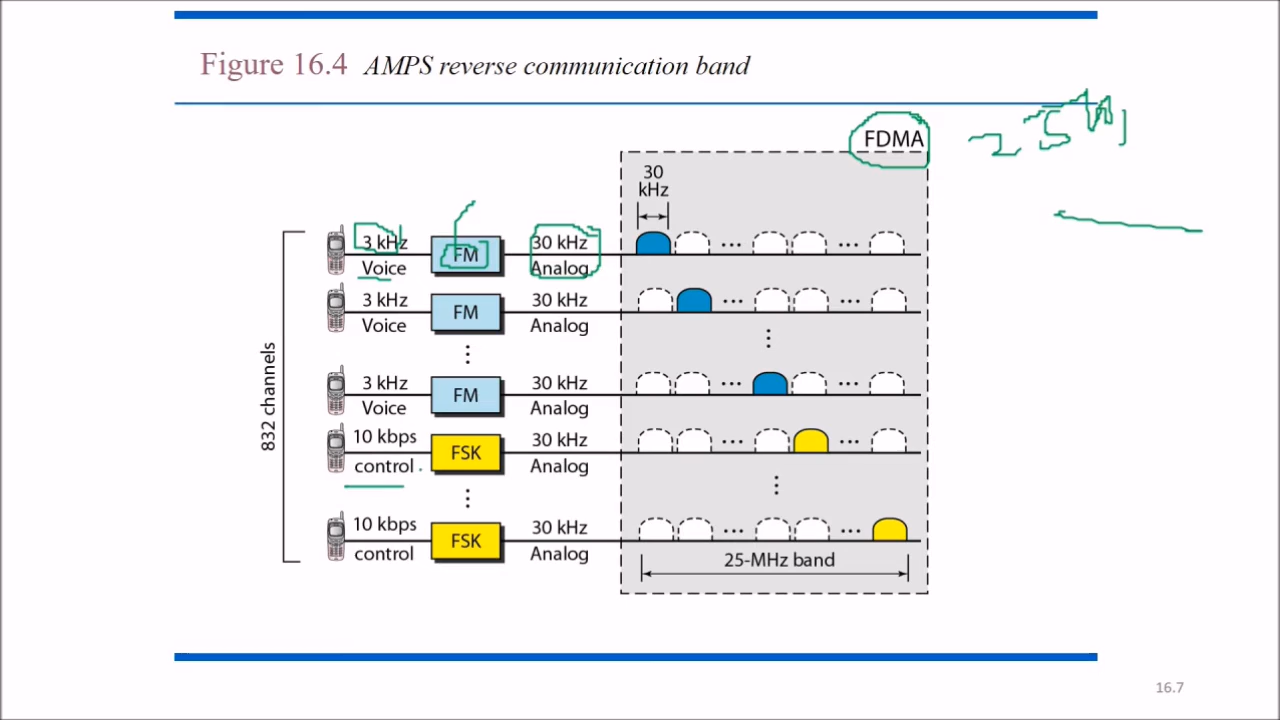 Figure 16.4 AMPS reverse communication band
FDMA
25M
30
kHz
832 channels
3 kHz
Voice
FM
30 kHz
Analog
3 kHz
Voice
FM
30 kHz
Analog
3 kHz
Voice
FM
30 kHz
Analog
10 kbps
control
FSK
30 kHz
Analog
10 kbps
control
FSK
30 kHz
Analog
25-MHz band
16.7